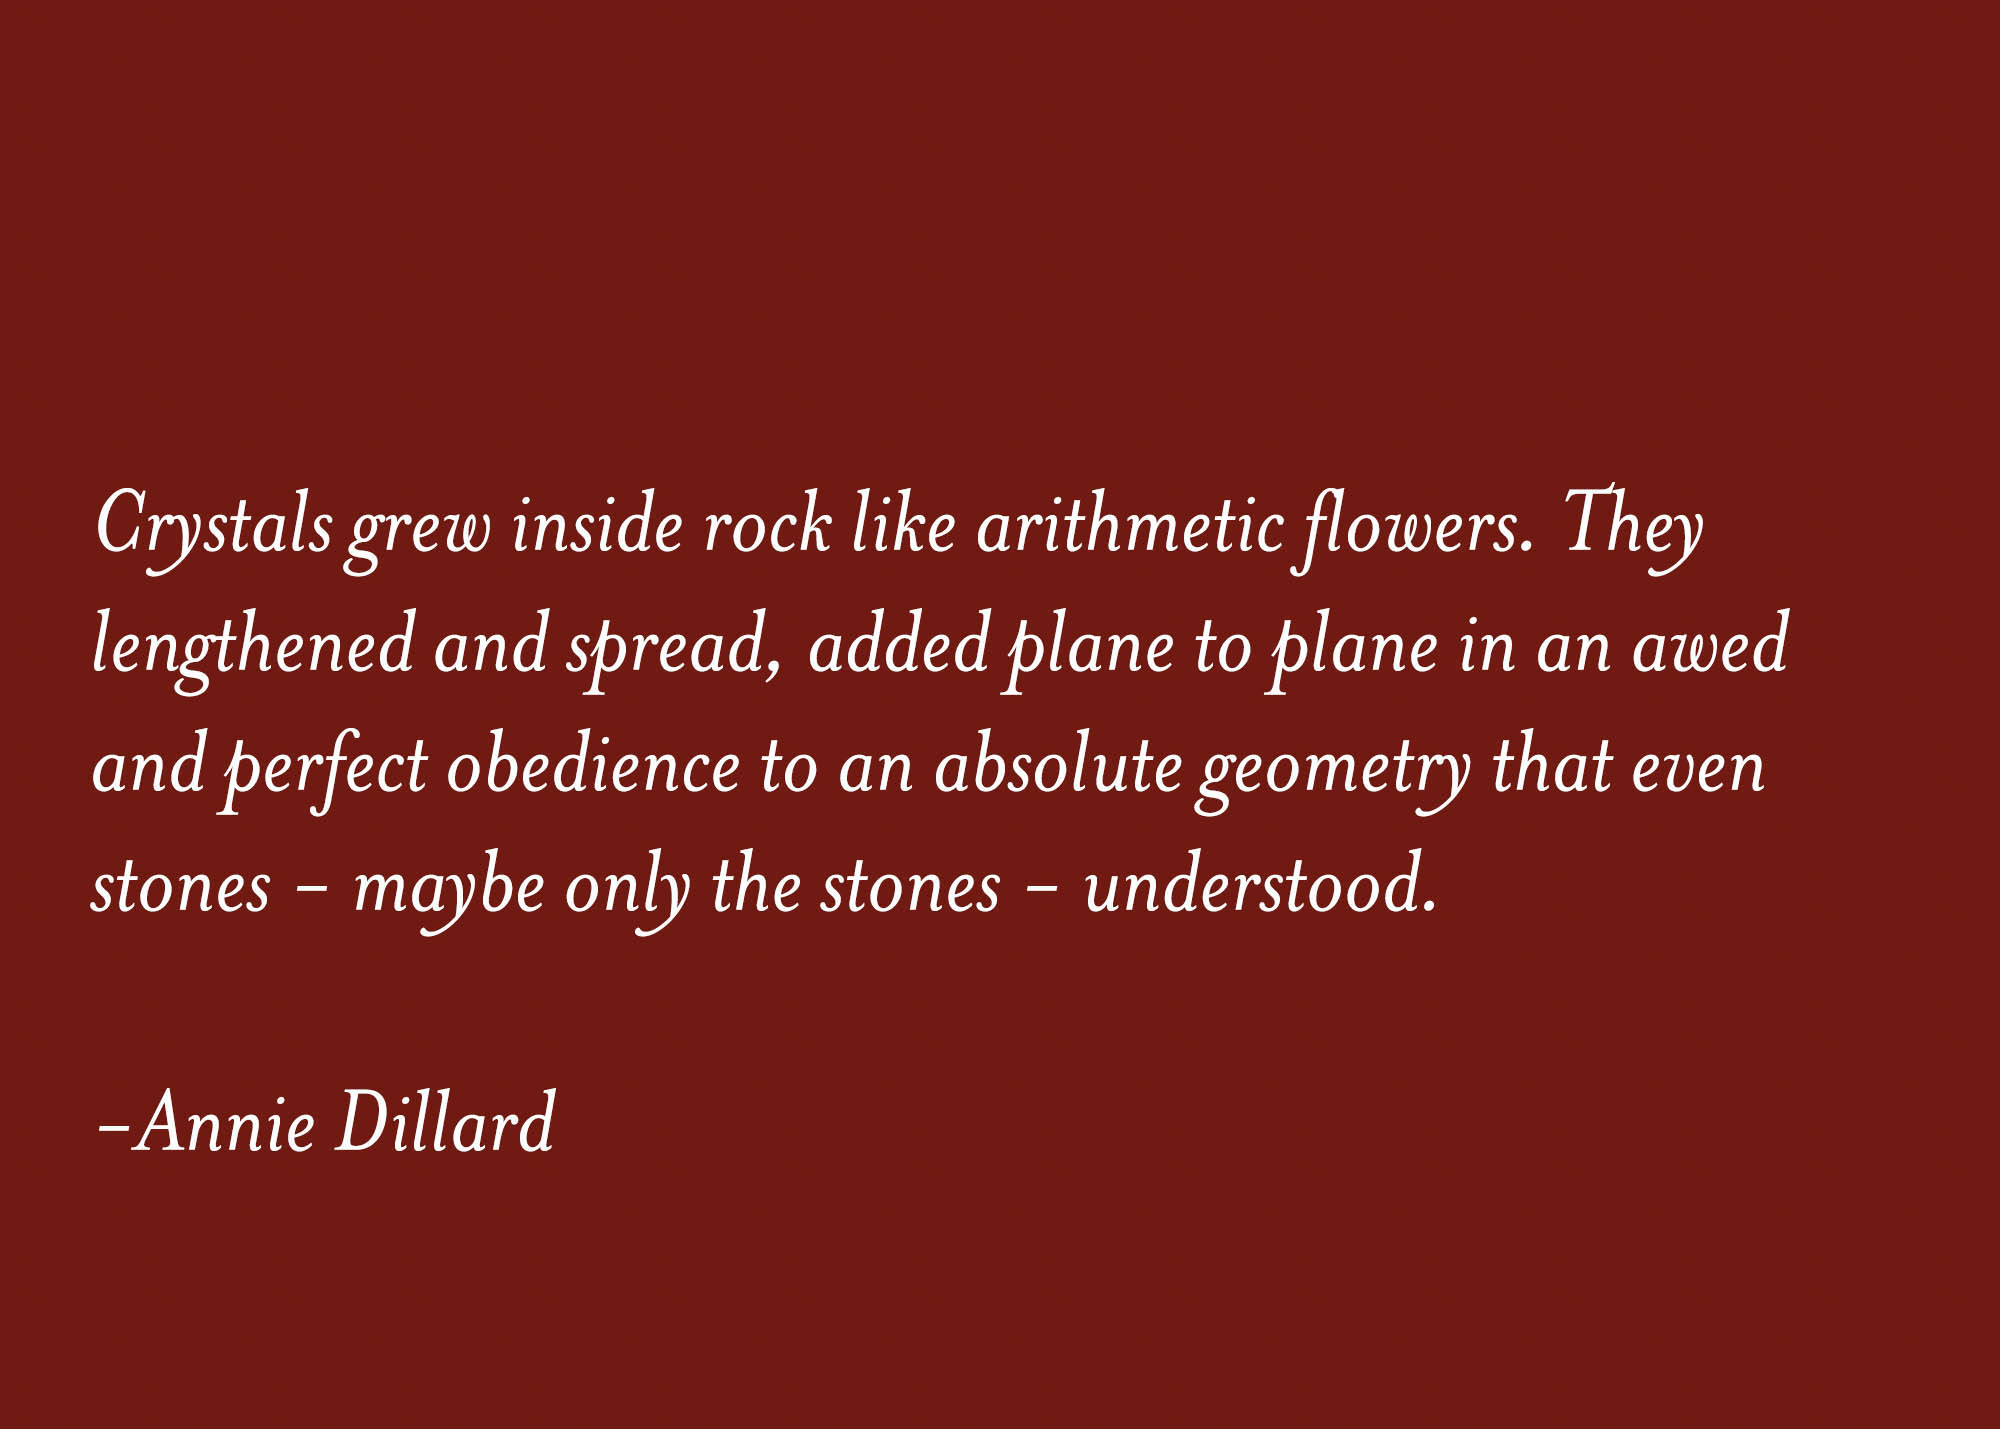 Crystals grew inside rock like arithmetic flowers. They
lengthened and spread, added plane to plane in an awed
and perfect obedience to an absolute geometry that even
stones – maybe only the stones – understood.
–Annie Dillard